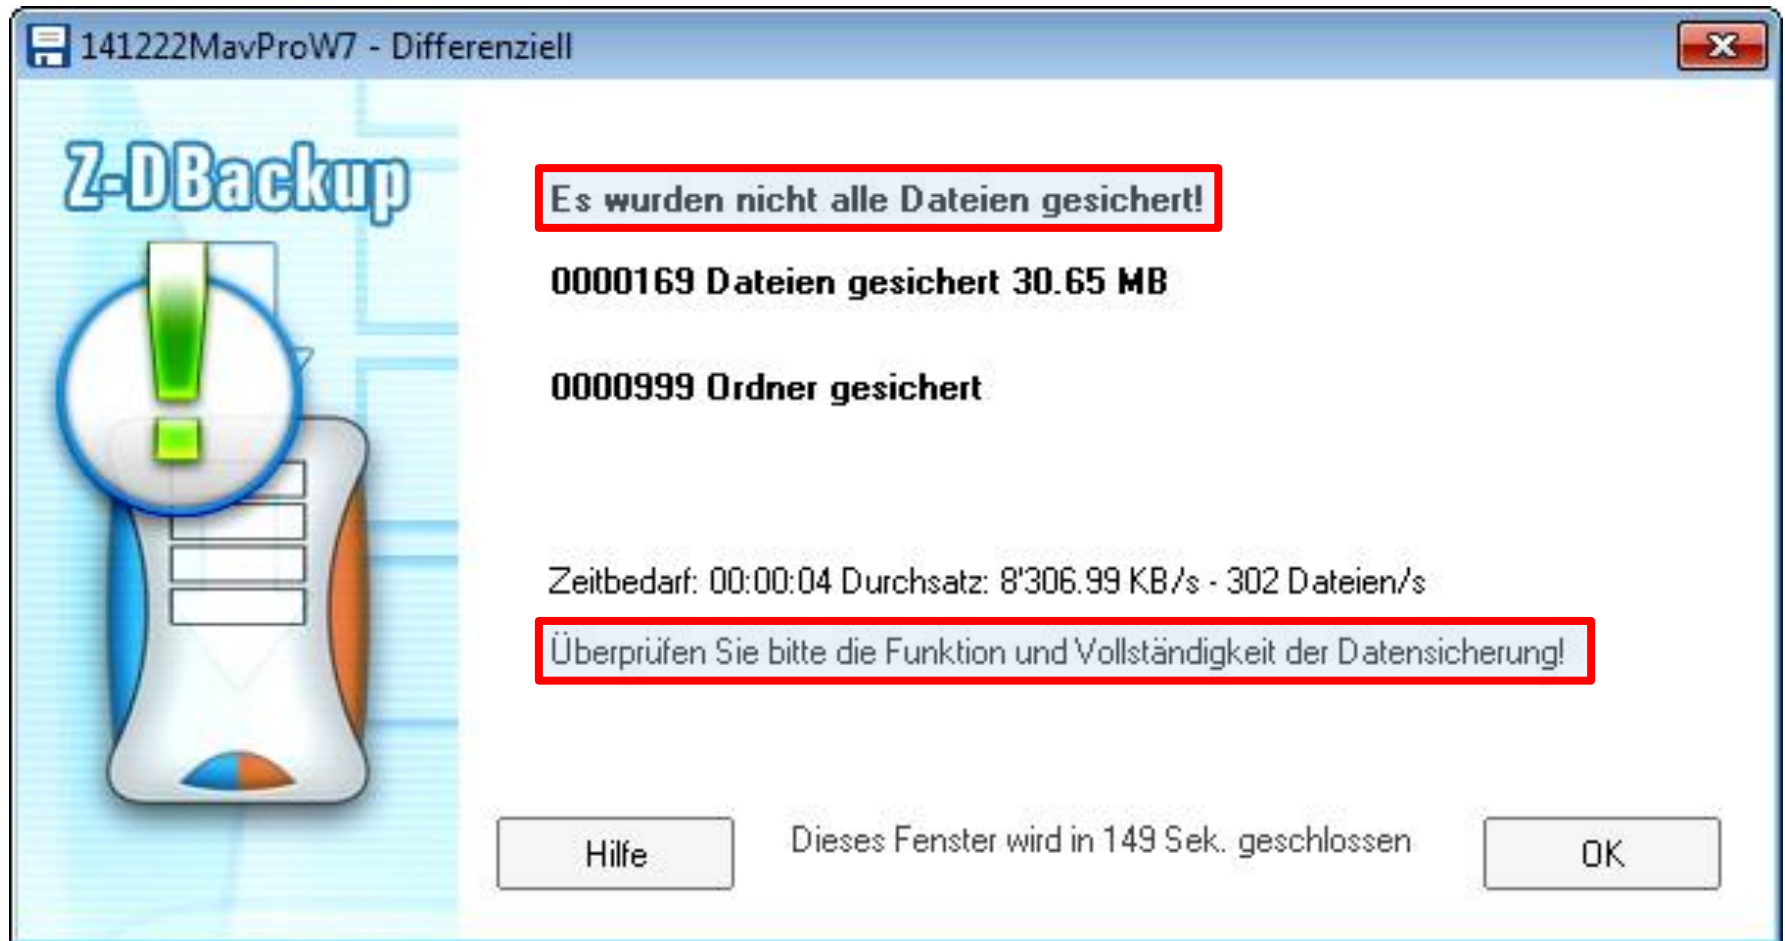 141222MavProW7 - Differenziell
Z-DBackup
Es wurden nicht alle Dateien gesichert!
0000169 Dateien gesichert 30.65 MB
0000999 Ordner gesichert
Zeitbedarf: 00:00:04 Durchsatz: 8'306.99 KB/s - 302 Dateien/s
Überprüfen Sie bitte die Funktion und Vollständigkeit der Datensicherung!
Hilfe
Dieses Fenster wird in 149 Sek. geschlossen
OK